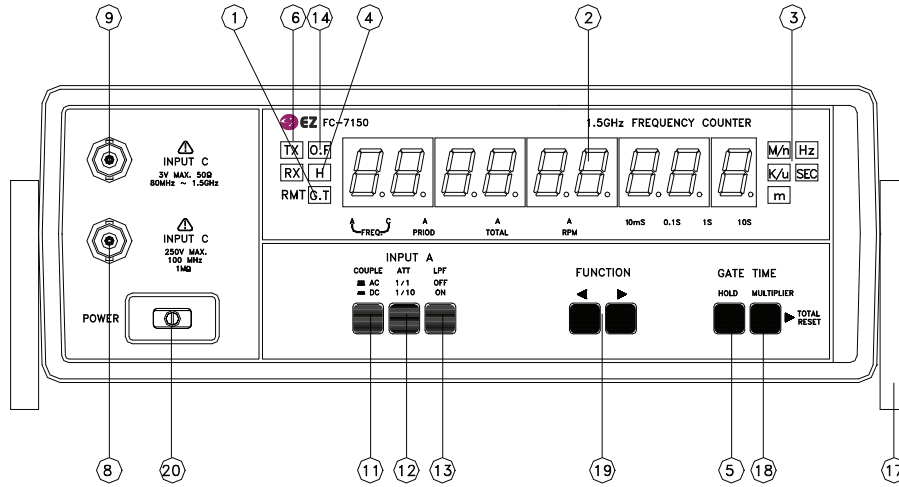 9 1 6 14 4 2 3
EZ FC-7150 1.5GHz FREQUENCY COUNTER
TX O.F M/n Hz
RX H K/u SEC
RMT G.T m
INPUT C
3V MAX. 50Ω
80MHz ~ 1.5GHz
A C A A A 10mS 0.1S 1S 10S
FREQ. PRIOD TOTAL RPM
INPUT C
250V MAX.
100 MHz
1MΩ
POWER
INPUT A
COUPLE ATT LPF
AC 1/1 OFF
DC 1/10 ON
FUNCTION
◀ ▶
GATE TIME
HOLD MULTIPLIER
▶ TOTAL
RESET
8 20 11 12 13 19 5 18 17